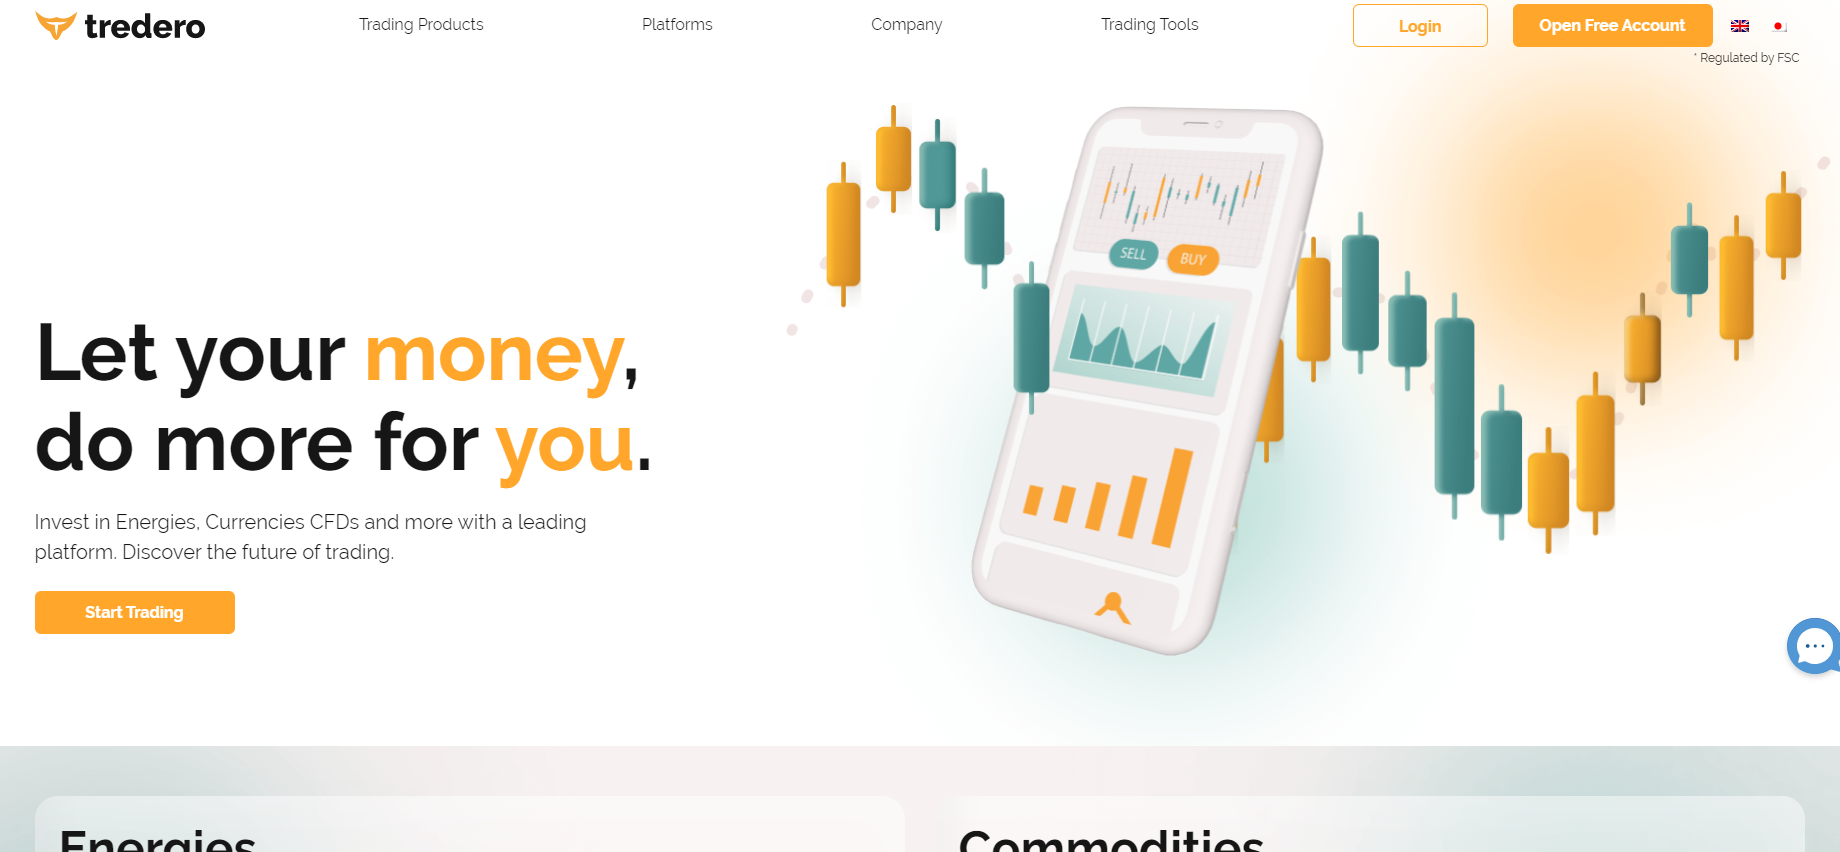 tredero
Trading Products
Platforms
Company
Trading Tools
Login
Open Free Account
* Regulated by FSC
SELL
BUY
Let your money,
do more for you.
Invest in Energies, Currencies CFDs and more with a leading
platform. Discover the future of trading.
Start Trading
Energies
Commodities